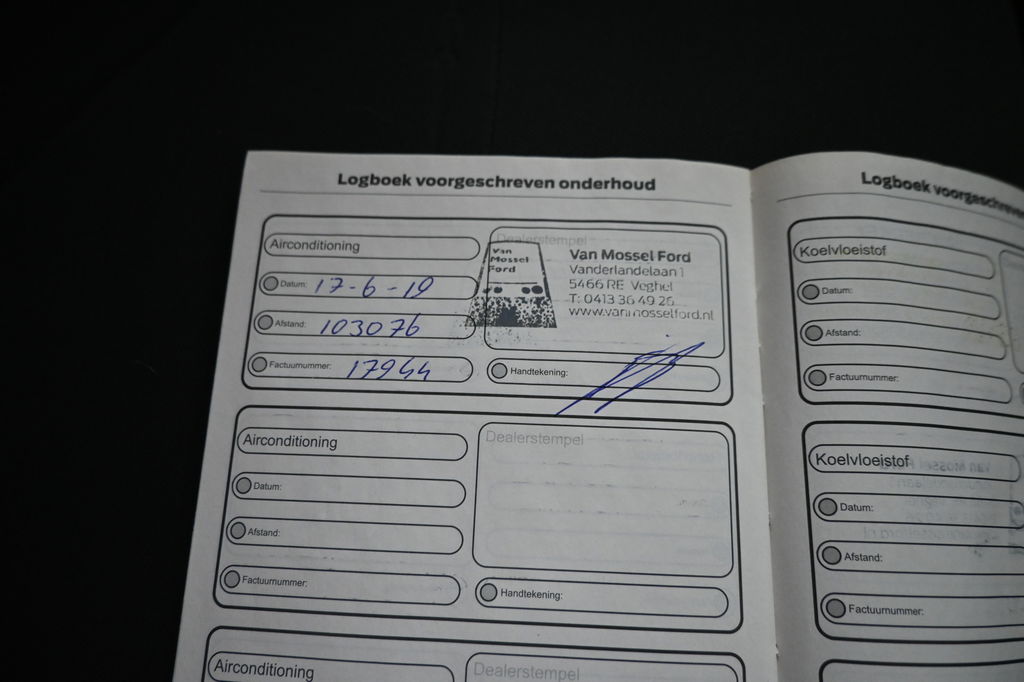 Logboek voorgeschreven onderhoud
Airconditioning
Datum: 17-6-19
Afstand: 103076
Factuurnummer: 17944
Dealerstempel
Van
Mossel
Ford
Van Mossel Ford
Vanderlandelaan 1
5466 RE Veghel
T: 0413 36 49 26
www.vanmosselford.nl
Handtekening:
Airconditioning
Datum:
Afstand:
Factuurnummer:
Dealerstempel
Handtekening:
Airconditioning
Dealerstempel
Logboek voorgeschreven
Koelvloeistof
Datum:
Afstand:
Factuurnummer:
Koelvloeistof
Datum:
Afstand:
Factuurnummer: